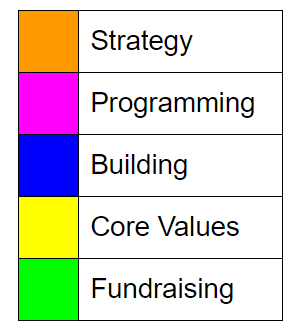 Strategy
Programming
Building
Core Values
Fundraising